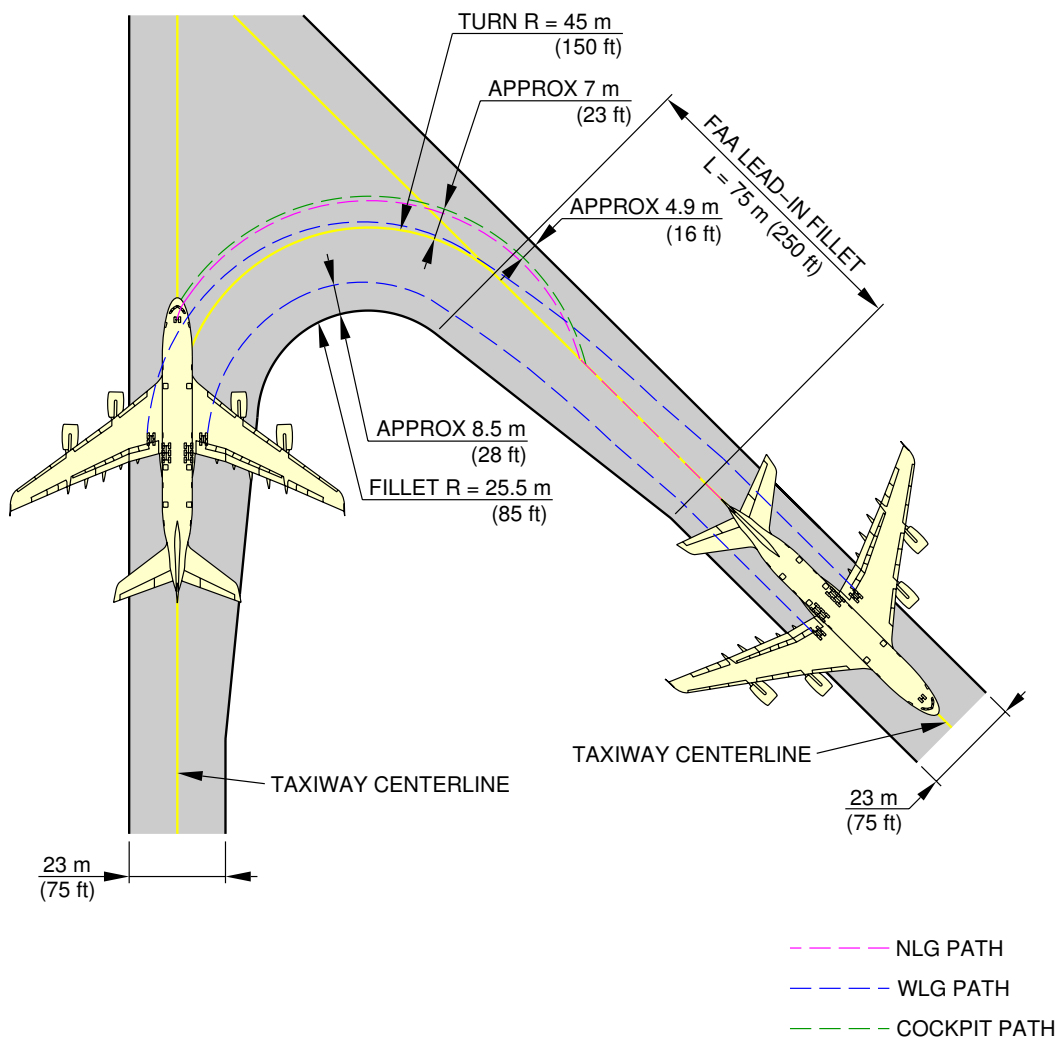 TURN R = 45 m
(150 ft)
APPROX 7 m
(23 ft)
FAA LEAD–IN FILLET
L = 75 m (250 ft)
APPROX 4.9 m
(16 ft)
APPROX 8.5 m
(28 ft)
FILLET R = 25.5 m
(85 ft)
TAXIWAY CENTERLINE
TAXIWAY CENTERLINE
23 m
(75 ft)
23 m
(75 ft)
NLG PATH
WLG PATH
COCKPIT PATH